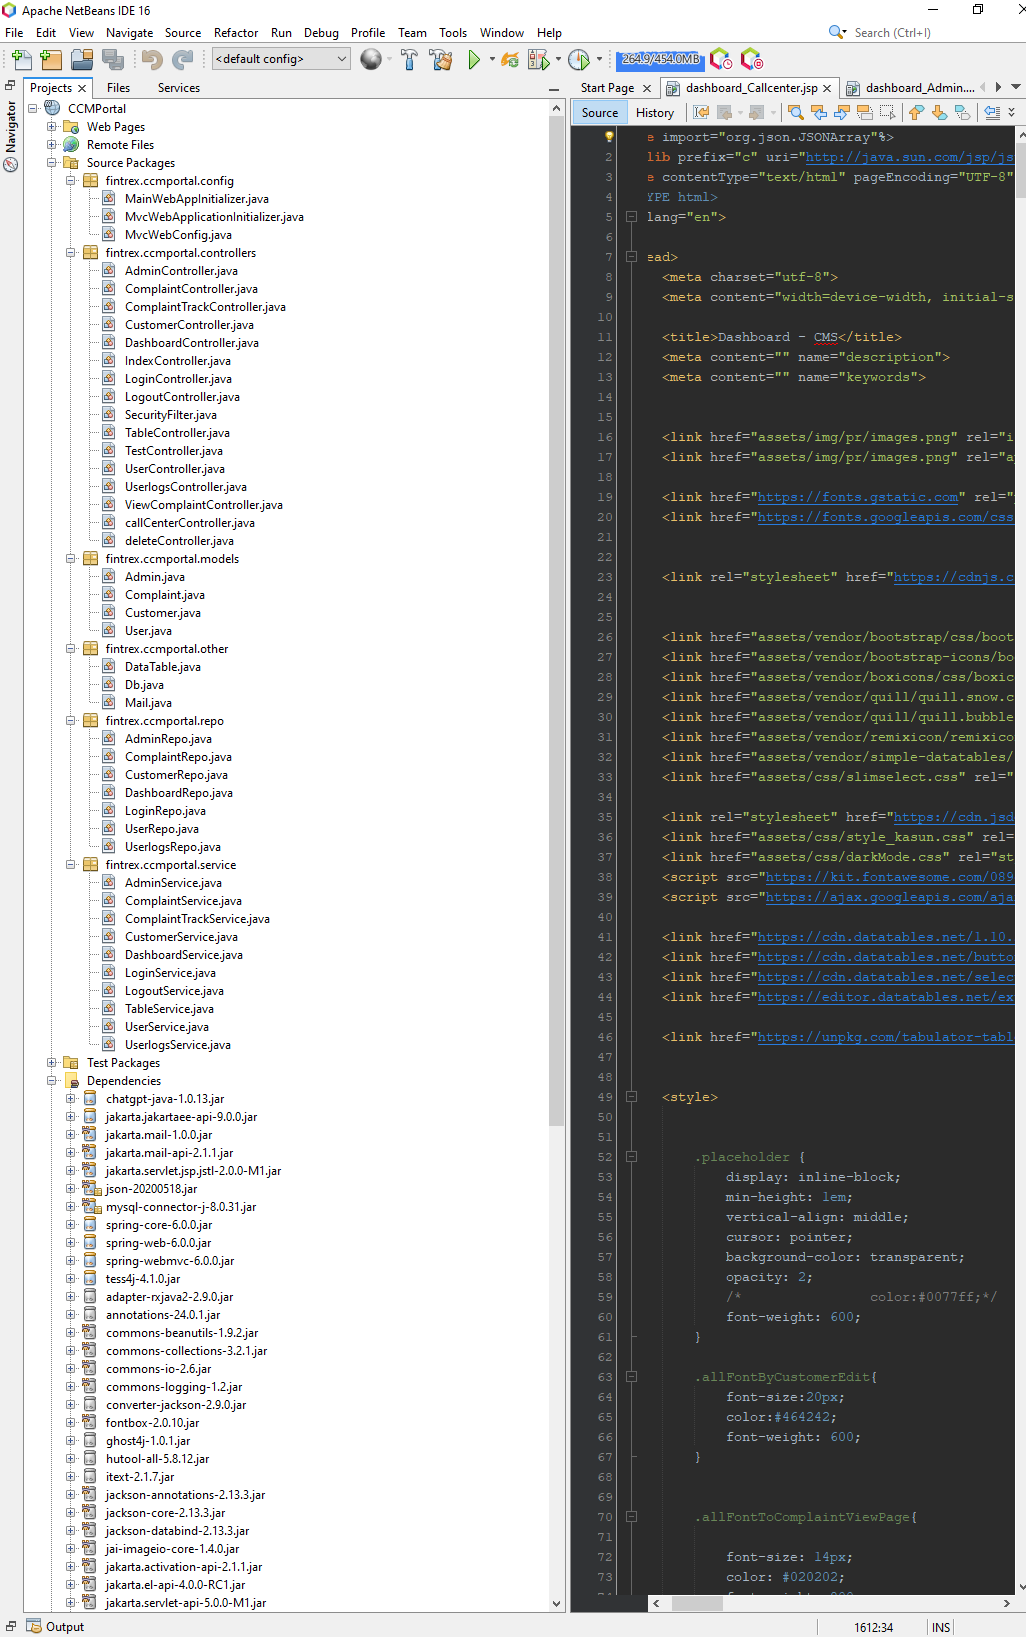 Apache NetBeans IDE 16
File Edit View Navigate Source Refactor Run Debug Profile Team Tools Window Help
Search (Ctrl+I)
<default config>
264.9/454.0MB
Projects Files Services
Navigator
CCMPortal
Web Pages
Remote Files
Source Packages
fintrex.ccmportal.config
MainWebAppInitializer.java
MvcWebApplicationInitializer.java
MvcWebConfig.java
fintrex.ccmportal.controllers
AdminController.java
ComplaintController.java
ComplaintTrackController.java
CustomerController.java
DashboardController.java
IndexController.java
LoginController.java
LogoutController.java
SecurityFilter.java
TableController.java
TestController.java
UserController.java
UserlogsController.java
ViewComplaintController.java
callCenterController.java
deleteController.java
fintrex.ccmportal.models
Admin.java
Complaint.java
Customer.java
User.java
fintrex.ccmportal.other
DataTable.java
Db.java
Mail.java
fintrex.ccmportal.repo
AdminRepo.java
ComplaintRepo.java
CustomerRepo.java
DashboardRepo.java
LoginRepo.java
UserRepo.java
UserlogsRepo.java
fintrex.ccmportal.service
AdminService.java
ComplaintService.java
ComplaintTrackService.java
CustomerService.java
DashboardService.java
LoginService.java
LogoutService.java
TableService.java
UserService.java
UserlogsService.java
Test Packages
Dependencies
chatgpt-java-1.0.13.jar
jakarta.jakartaee-api-9.0.0.jar
jakarta.mail-1.0.0.jar
jakarta.mail-api-2.1.1.jar
jakarta.servlet.jsp.jstl-2.0.0-M1.jar
json-20200518.jar
mysql-connector-j-8.0.31.jar
spring-core-6.0.0.jar
spring-web-6.0.0.jar
spring-webmvc-6.0.0.jar
tess4j-4.1.0.jar
adapter-rxjava2-2.9.0.jar
annotations-24.0.1.jar
commons-beanutils-1.9.2.jar
commons-collections-3.2.1.jar
commons-io-2.6.jar
commons-logging-1.2.jar
converter-jackson-2.9.0.jar
fontbox-2.0.10.jar
ghost4j-1.0.1.jar
hutool-all-5.8.12.jar
itext-2.1.7.jar
jackson-annotations-2.13.3.jar
jackson-core-2.13.3.jar
jackson-databind-2.13.3.jar
jai-imageio-core-1.4.0.jar
jakarta.activation-api-2.1.1.jar
jakarta.el-api-4.0.0-RC1.jar
jakarta.servlet-api-5.0.0-M1.jar
Start Page dashboard_Callcenter.jsp dashboard_Admin....
Source History
e import="org.json.JSONArray"%>
2 lib prefix="c" uri="http://java.sun.com/jsp/js
3 e contentType="text/html" pageEncoding="UTF-8"
4 YPE html>
5 lang="en">
6
7 ead>
8 <meta charset="utf-8">
9 <meta content="width=device-width, initial-s
10
11 <title>Dashboard - CMS</title>
12 <meta content="" name="description">
13 <meta content="" name="keywords">
14
15
16 <link href="assets/img/pr/images.png" rel="i
17 <link href="assets/img/pr/images.png" rel="ap
18
19 <link href="https://fonts.gstatic.com" rel="
20 <link href="https://fonts.googleapis.com/css
21
22
23 <link rel="stylesheet" href="https://cdnjs.c
24
25
26 <link href="assets/vendor/bootstrap/css/boot
27 <link href="assets/vendor/bootstrap-icons/bo
28 <link href="assets/vendor/boxicons/css/boxic
29 <link href="assets/vendor/quill/quill.snow.c
30 <link href="assets/vendor/quill/quill.bubble
31 <link href="assets/vendor/remixicon/remixico
32 <link href="assets/vendor/simple-datatables/
33 <link href="assets/css/slimselect.css" rel="
34
35 <link rel="stylesheet" href="https://cdn.jsd
36 <link href="assets/css/style_kasun.css" rel=
37 <link href="assets/css/darkMode.css" rel="st
38 <script src="https://kit.fontawesome.com/089
39 <script src="https://ajax.googleapis.com/aja
40
41 <link href="https://cdn.datatables.net/1.10.
42 <link href="https://cdn.datatables.net/butto
43 <link href="https://cdn.datatables.net/selec
44 <link href="https://editor.datatables.net/ex
45
46 <link href="https://unpkg.com/tabulator-tabl
47
48
49 <style>
50
51
52 .placeholder {
53 display: inline-block;
54 min-height: 1em;
55 vertical-align: middle;
56 cursor: pointer;
57 background-color: transparent;
58 opacity: 2;
59 /* color:#0077ff;*/
60 font-weight: 600;
61 }
62
63 .allFontByCustomerEdit{
64 font-size:20px;
65 color:#464242;
66 font-weight: 600;
67 }
68
69
70 .allFontToComplaintViewPage{
71
72 font-size: 14px;
73 color: #020202;
Output
1612:34 INS